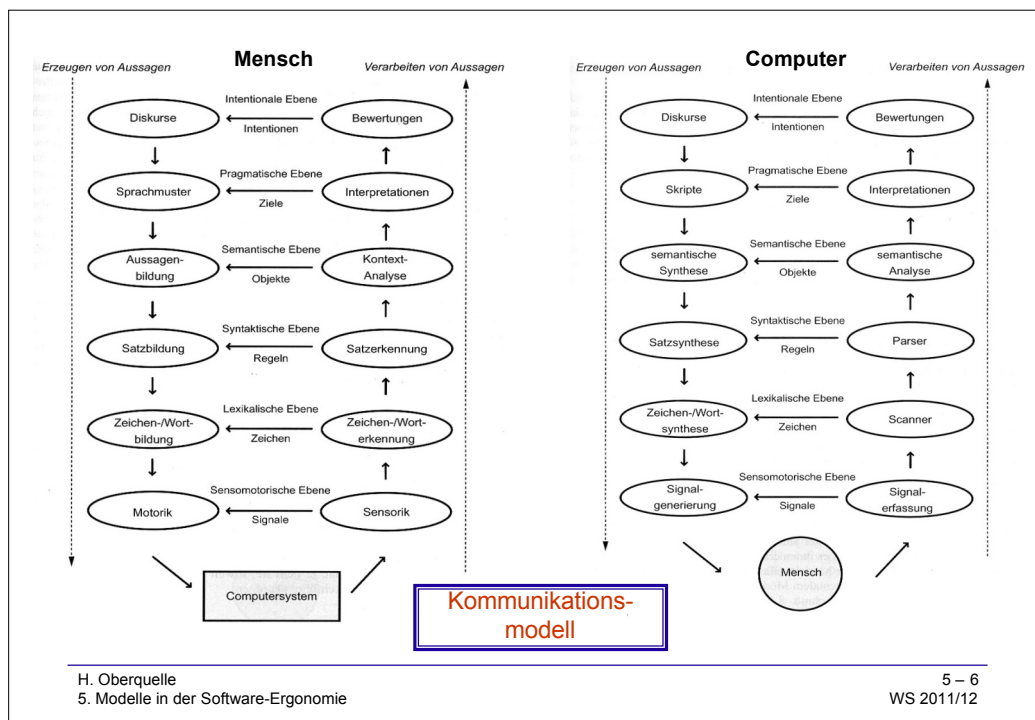 Mensch
Erzeugen von Aussagen
Verarbeiten von Aussagen
Intentionale Ebene
Diskurse
Bewertungen
Intentionen
Pragmatische Ebene
Sprachmuster
Interpretationen
Ziele
Semantische Ebene
Aussagen-
bildung
Kontext-
Analyse
Objekte
Syntaktische Ebene
Satzbildung
Satzerkennung
Regeln
Lexikalische Ebene
Zeichen-/Wort-
bildung
Zeichen-/Wort-
erkennung
Zeichen
Sensomotorische Ebene
Motorik
Sensorik
Signale
Computersystem
Computer
Erzeugen von Aussagen
Verarbeiten von Aussagen
Intentionale Ebene
Diskurse
Bewertungen
Intentionen
Pragmatische Ebene
Skripte
Interpretationen
Ziele
Semantische Ebene
semantische
Synthese
semantische
Analyse
Objekte
Syntaktische Ebene
Satzsynthese
Parser
Regeln
Lexikalische Ebene
Zeichen-/Wort-
synthese
Scanner
Zeichen
Sensomotorische Ebene
Signal-
generierung
Signal-
erfassung
Signale
Mensch
Kommunikations-
modell
H. Oberquelle
5. Modelle in der Software-Ergonomie
5 – 6
WS 2011/12